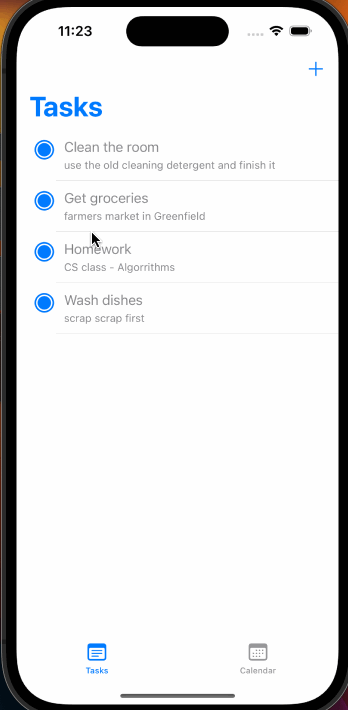 11:23
Tasks
Clean the room
use the old cleaning detergent and finish it
Get groceries
farmers market in Greenfield
Homework
CS class - Algorrithms
Wash dishes
scrap scrap first
Tasks
Calendar